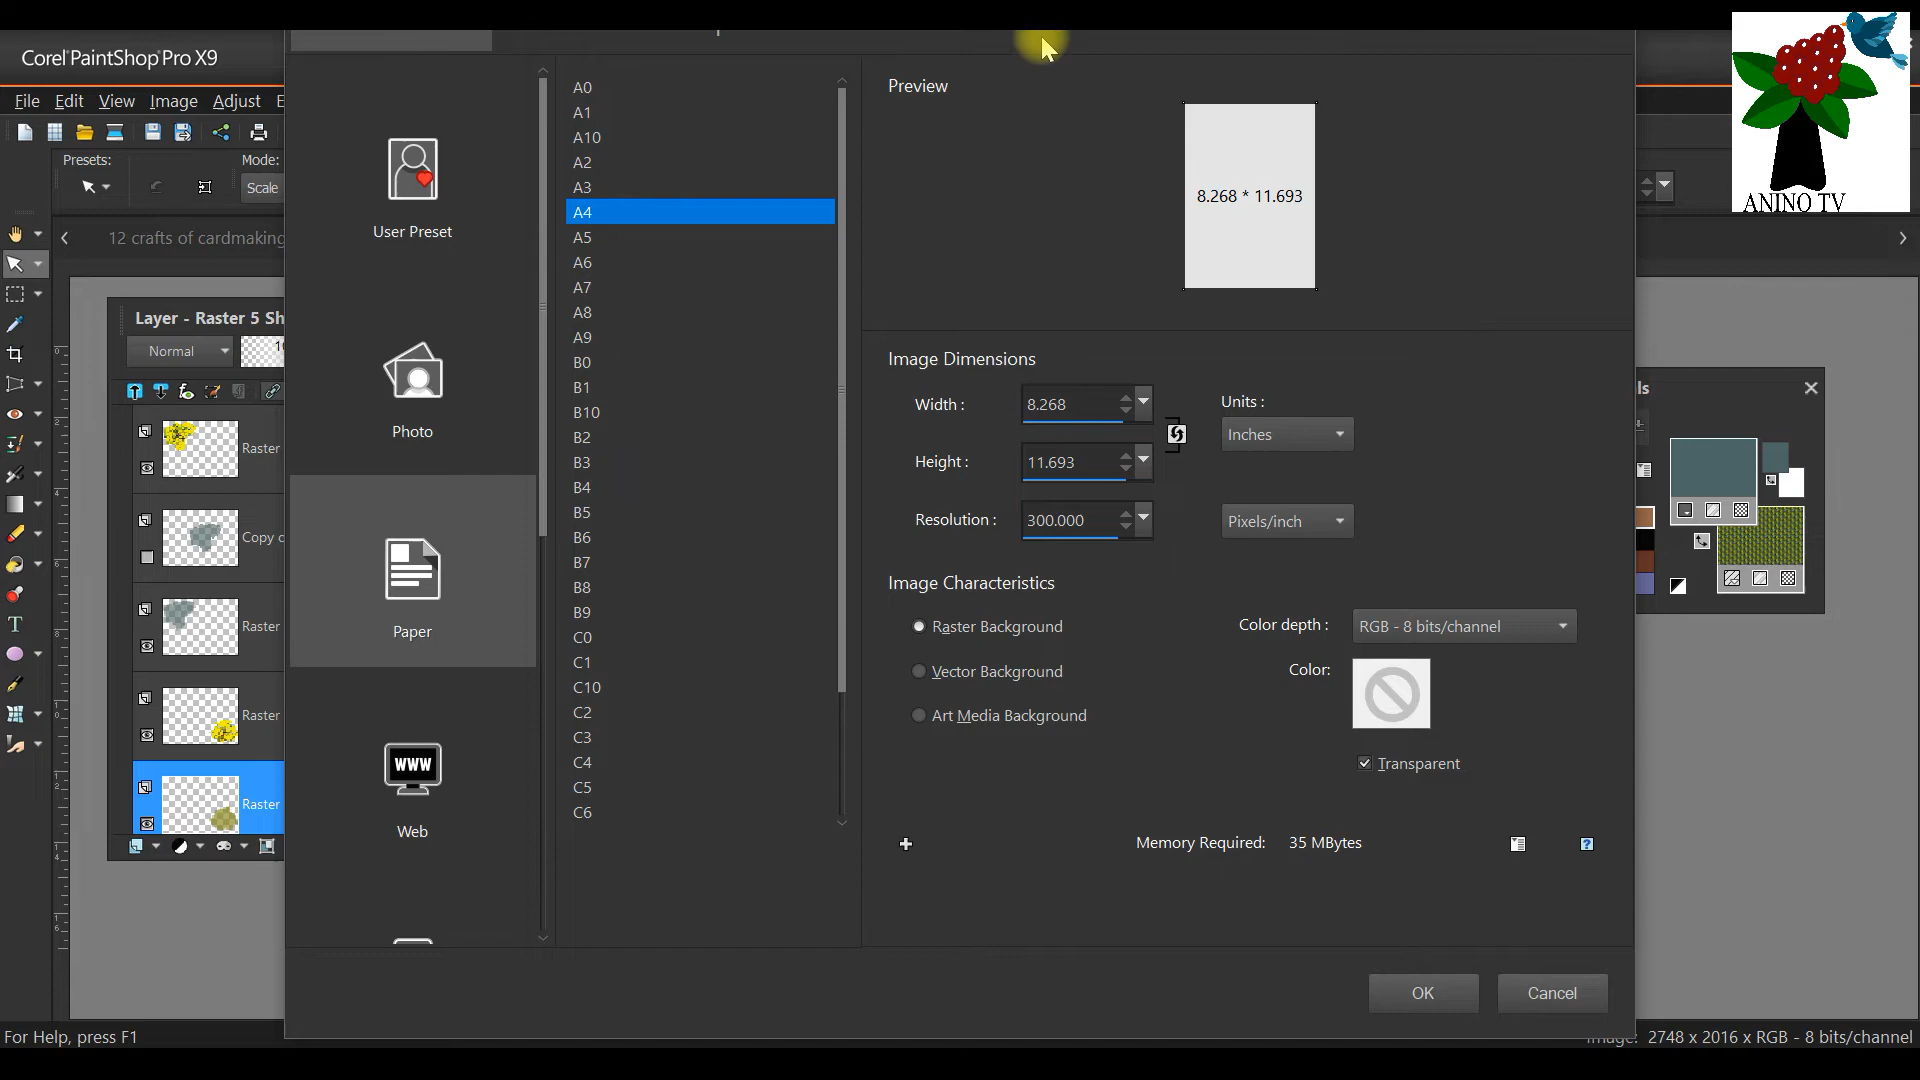 Corel PaintShop Pro X9
File Edit View Image Adjust E
Presets:
Mode:
Scale
12 crafts of cardmaking
Layer - Raster 5 Sh
Normal
Raster
Copy c
Raster
Raster
Raster
User Preset
Photo
Paper
WWW
Web
A0
A1
A10
A2
A3
A4
A5
A6
A7
A8
A9
B0
B1
B10
B2
B3
B4
B5
B6
B7
B8
B9
C0
C1
C10
C2
C3
C4
C5
C6
Preview
8.268 * 11.693
Image Dimensions
Width : 8.268
Units :
Inches
Height : 11.693
Resolution : 300.000 Pixels/inch
Image Characteristics
Raster Background
Color depth : RGB - 8 bits/channel
Vector Background
Color:
Art Media Background
Transparent
Memory Required: 35 MBytes
OK Cancel
ls
ANINO TV
For Help, press F1
Image: 2748 x 2016 x RGB - 8 bits/channel